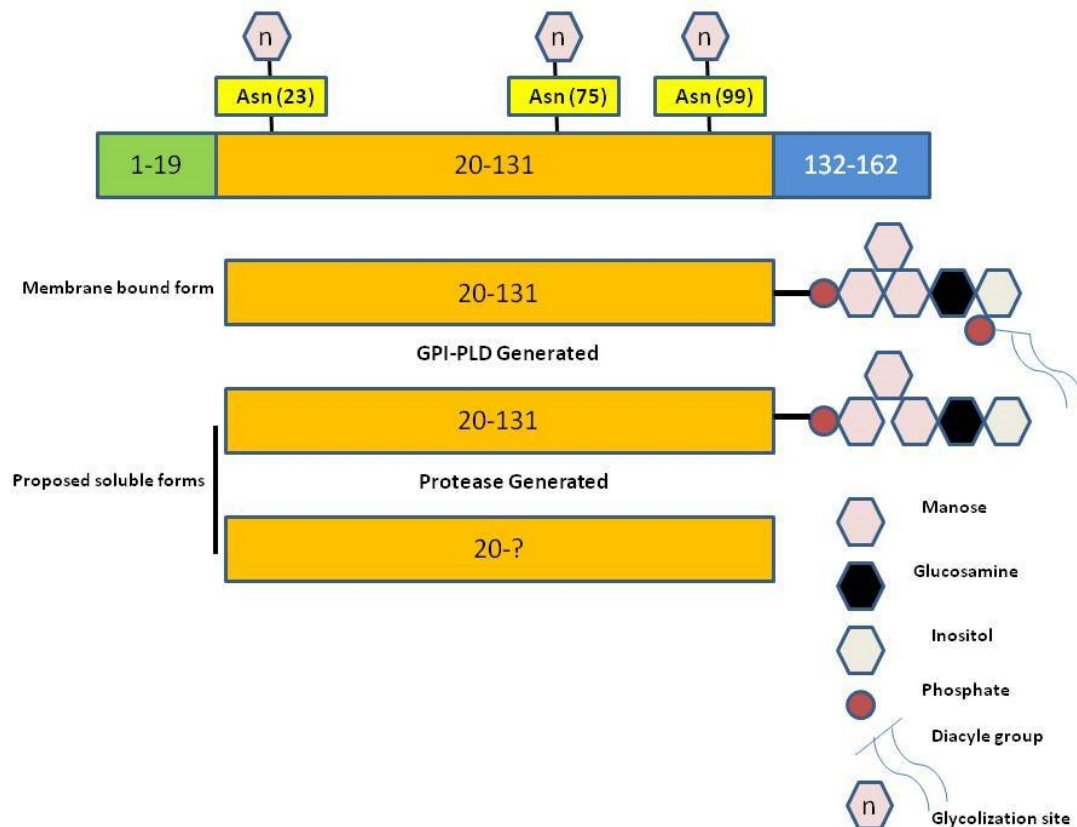 n n n
Asn (23) Asn (75) Asn (99)
1-19 20-131 132-162
Membrane bound form 20-131
GPI-PLD Generated
20-131
Proposed soluble forms Protease Generated
20-?
Manose
Glucosamine
Inositol
Phosphate
Diacyle group
n Glycolization site